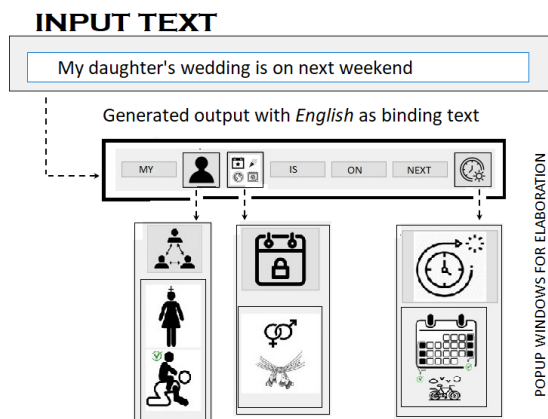 INPUT TEXT
My daughter's wedding is on next weekend
Generated output with English as binding text
MY IS ON NEXT
POPUP WINDOWS FOR ELABORATION